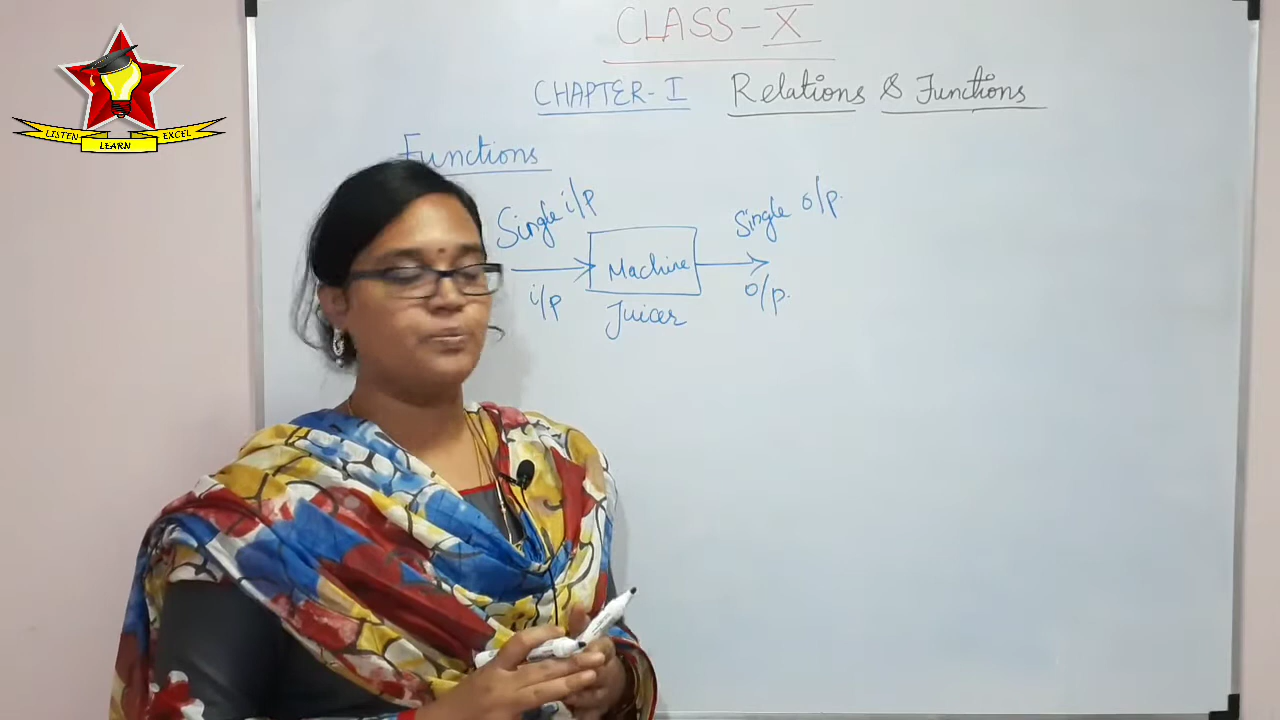 LISTEN
LEARN
EXCEL
CLASS-X
CHAPTER-I Relations & Functions
Functions
Single i/p
Single o/p.
Machine
i/p
o/p.
Juicer